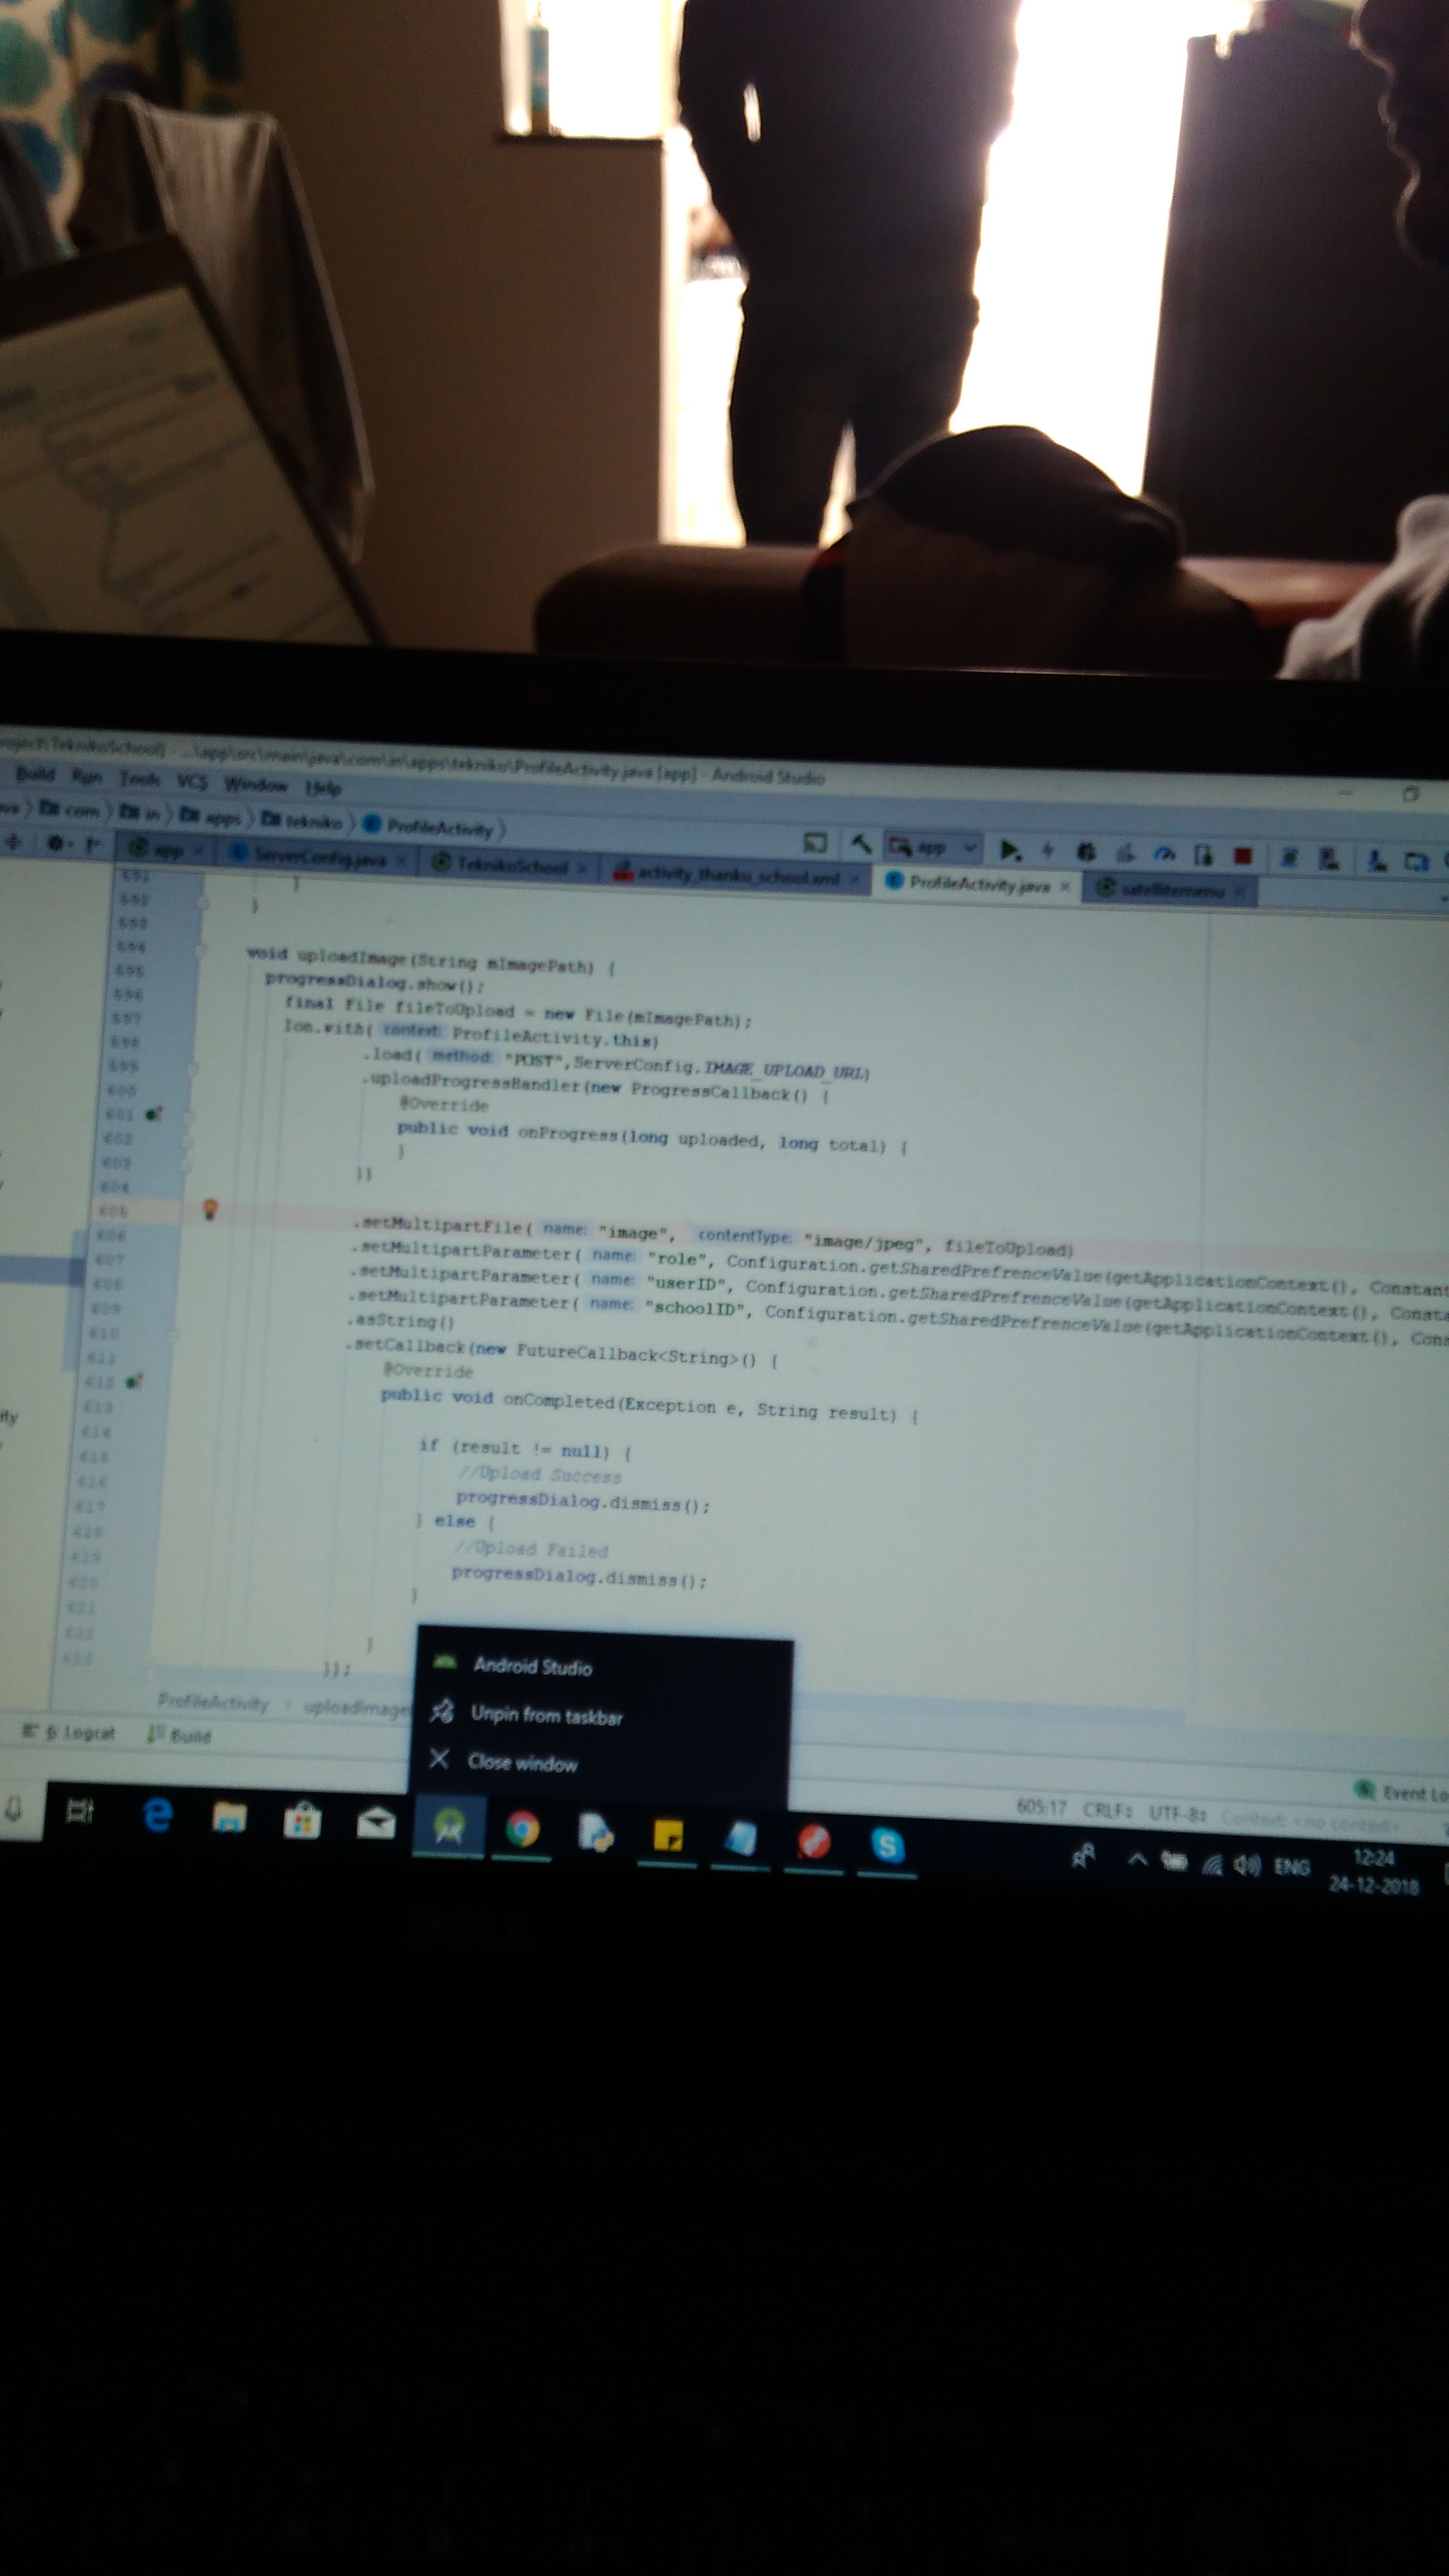 TeknikoSchool] - ...\app\src\main\java\com\in\apps\tekniko\ProfileActivity.java [app] - Android Studio
Build Run Tools VCS Window Help
com in apps tekniko ProfileActivity
app
app ServerConfig.java TeknikoSchool activity_thanku_school.xml ProfileActivity.java satellitemenu
591 }
592 }
593
594 void uploadImage(String mImagePath) {
595 progressDialog.show();
596 final File fileToUpload = new File(mImagePath);
597 Ion.with( context: ProfileActivity.this)
598 .load( method: "POST",ServerConfig.IMAGE_UPLOAD_URL)
599 .uploadProgressHandler(new ProgressCallback() {
600 @Override
601 public void onProgress(long uploaded, long total) {
602 }
603 })
604
605 .setMultipartFile( name: "image", contentType: "image/jpeg", fileToUpload)
606 .setMultipartParameter( name: "role", Configuration.getSharedPrefrenceValue(getApplicationContext(), Constant
607 .setMultipartParameter( name: "userID", Configuration.getSharedPrefrenceValue(getApplicationContext(), Consta
608 .setMultipartParameter( name: "schoolID", Configuration.getSharedPrefrenceValue(getApplicationContext(), Cons
609 .asString()
610 .setCallback(new FutureCallback<String>() {
611 @Override
612 public void onCompleted(Exception e, String result) {
613
614 if (result != null) {
615 //Upload Success
616 progressDialog.dismiss();
617 } else {
618 //Upload Failed
619 progressDialog.dismiss();
620 }
621
622 }
623 });
ProfileActivity uploadImage
6: Logcat Build
Android Studio
Unpin from taskbar
Close window
Event Lo
605:17 CRLF UTF-8 Context: <no context>
ENG 12:24
24-12-2018
DELL